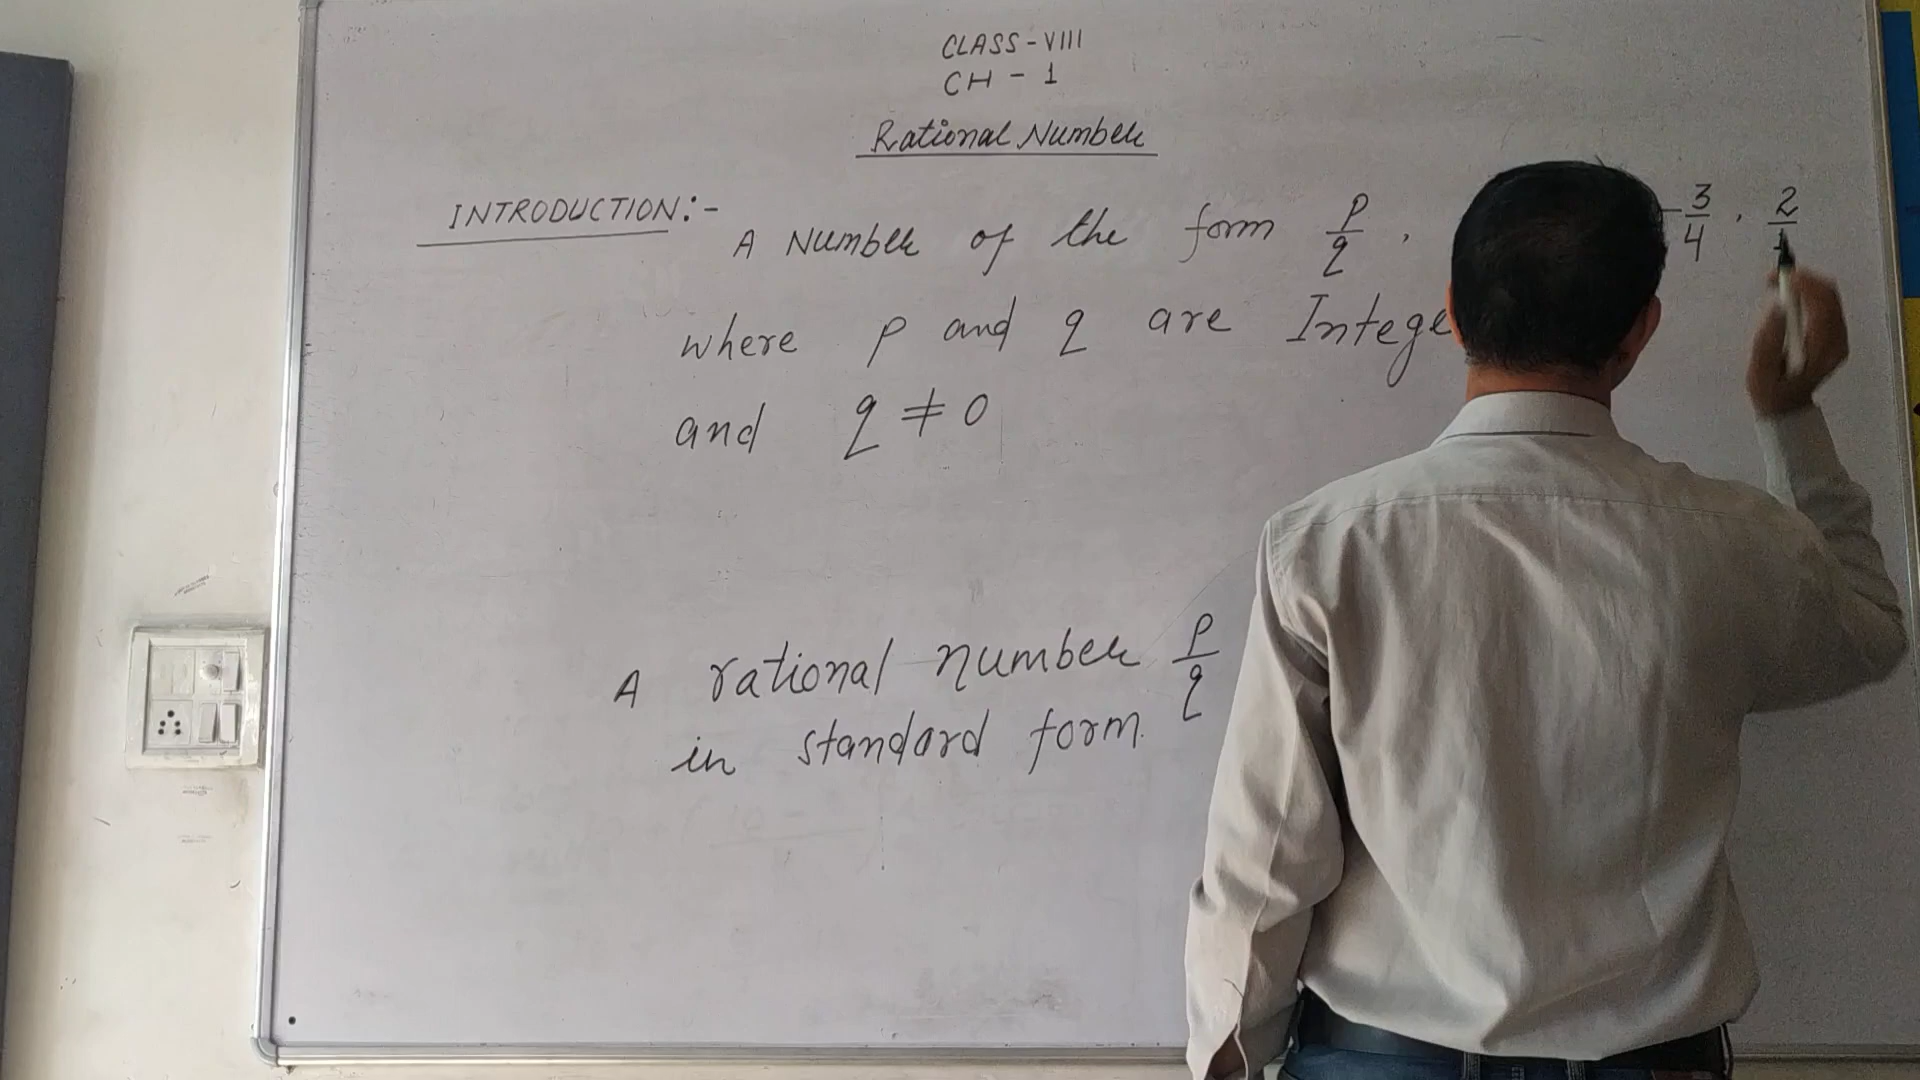 CLASS-VIII
CH - 1
Rational Number
INTRODUCTION:-
A Number of the form p/q , -3/4 , 2/
where p and q are Intege
and q ≠ 0
A rational number p/q
in standard form.